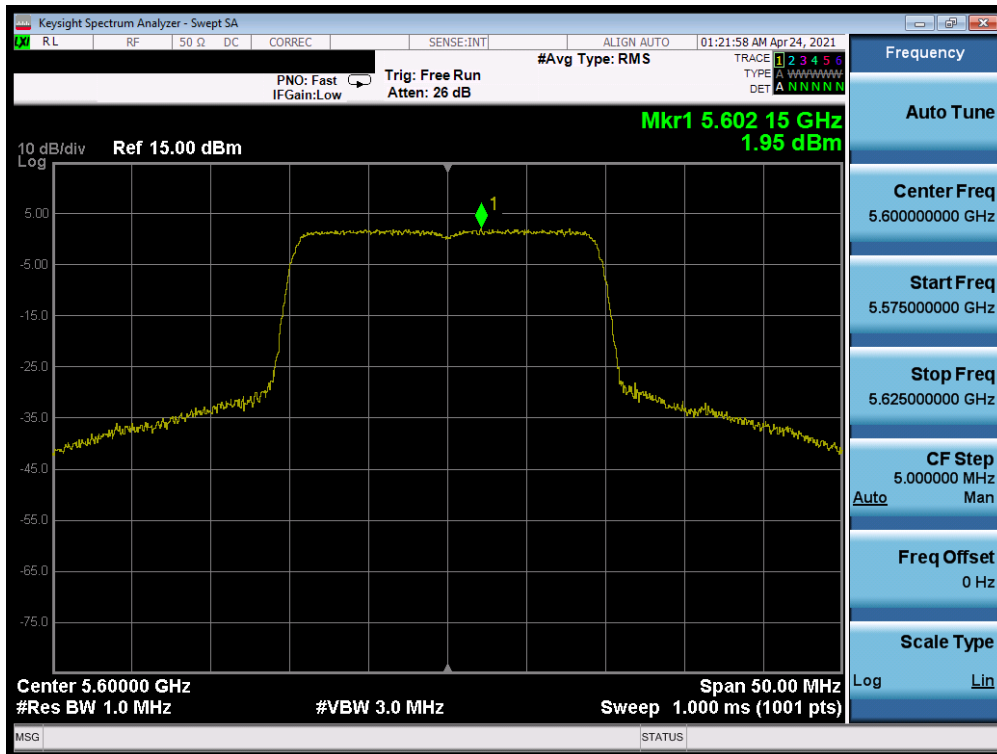 Keysight Spectrum Analyzer - Swept SA
LXI RL RF 50 Ω DC CORREC SENSE:INT ALIGN AUTO 01:21:58 AM Apr 24, 2021
#Avg Type: RMS
TRACE 1 2 3 4 5 6
PNO: Fast Trig: Free Run
TYPE A W W W W W
IFGain:Low Atten: 26 dB
DET A N N N N N
Mkr1 5.602 15 GHz
1.95 dBm
10 dB/div Ref 15.00 dBm
Log
1
5.00
-5.00
-15.0
-25.0
-35.0
-45.0
-55.0
-65.0
-75.0
Center 5.60000 GHz Span 50.00 MHz
#Res BW 1.0 MHz #VBW 3.0 MHz Sweep 1.000 ms (1001 pts)
MSG STATUS
Frequency
Auto Tune
Center Freq
5.600000000 GHz
Start Freq
5.575000000 GHz
Stop Freq
5.625000000 GHz
CF Step
5.000000 MHz
Auto Man
Freq Offset
0 Hz
Scale Type
Log Lin